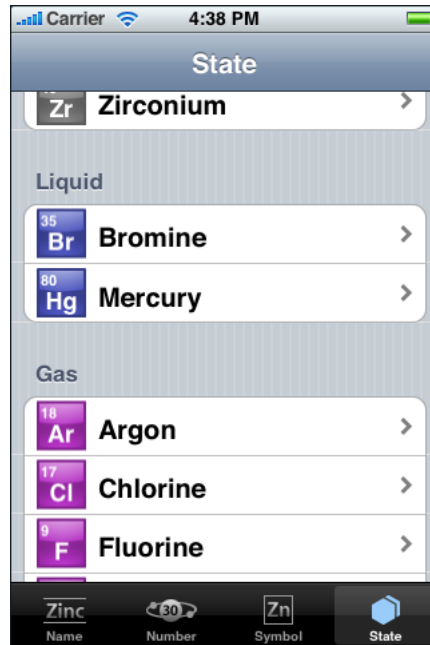 Carrier 4:38 PM
State
Zr Zirconium
Liquid
35
Br Bromine
80
Hg Mercury
Gas
18
Ar Argon
17
Cl Chlorine
9
F Fluorine
Zinc 30 Zn
Name Number Symbol State